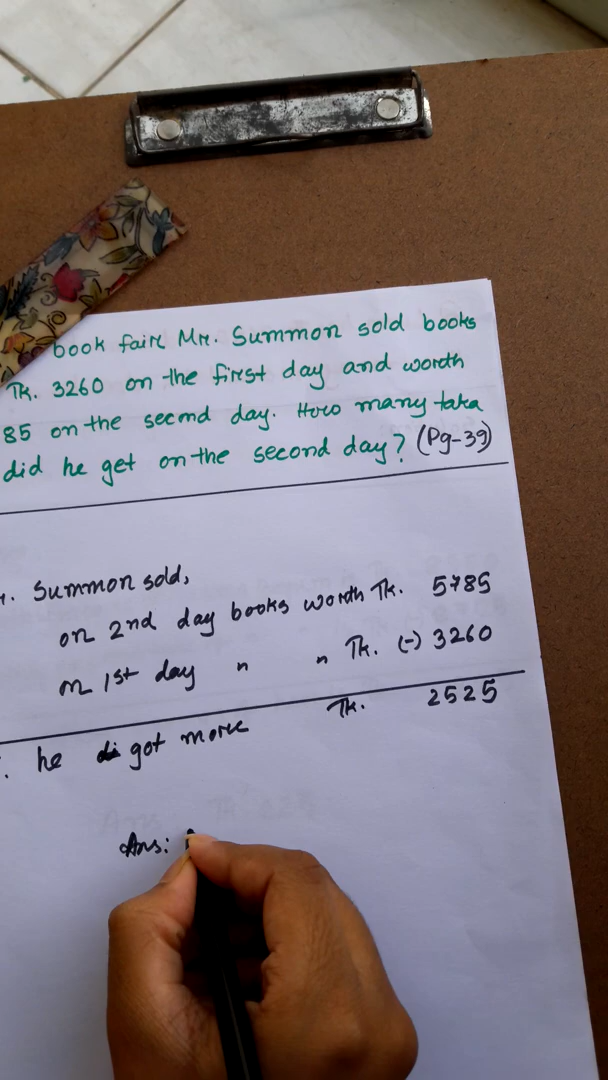 book fair Mr. Summon sold books
Tk. 3260 on the first day and worth
85 on the second day. How many taka
did he get on the second day? (Pg-39)
r. Summon sold,
on 2nd day books worth Tk. 5785
on 1st day " " Tk. (-) 3260
. he got more Tk. 2525
Ans: